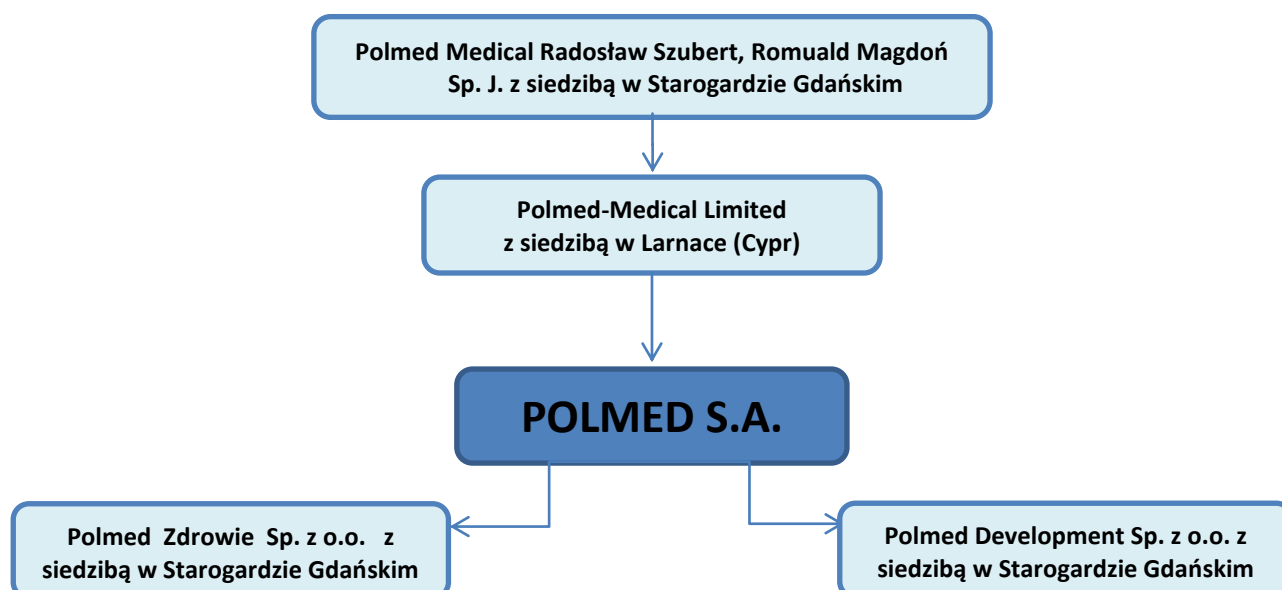 Polmed Medical Radosław Szubert, Romuald Magdoń
Sp. J. z siedzibą w Starogardzie Gdańskim
Polmed-Medical Limited
z siedzibą w Larnace (Cypr)
POLMED S.A.
Polmed Zdrowie Sp. z o.o. z
siedzibą w Starogardzie Gdańskim
Polmed Development Sp. z o.o. z
siedzibą w Starogardzie Gdańskim